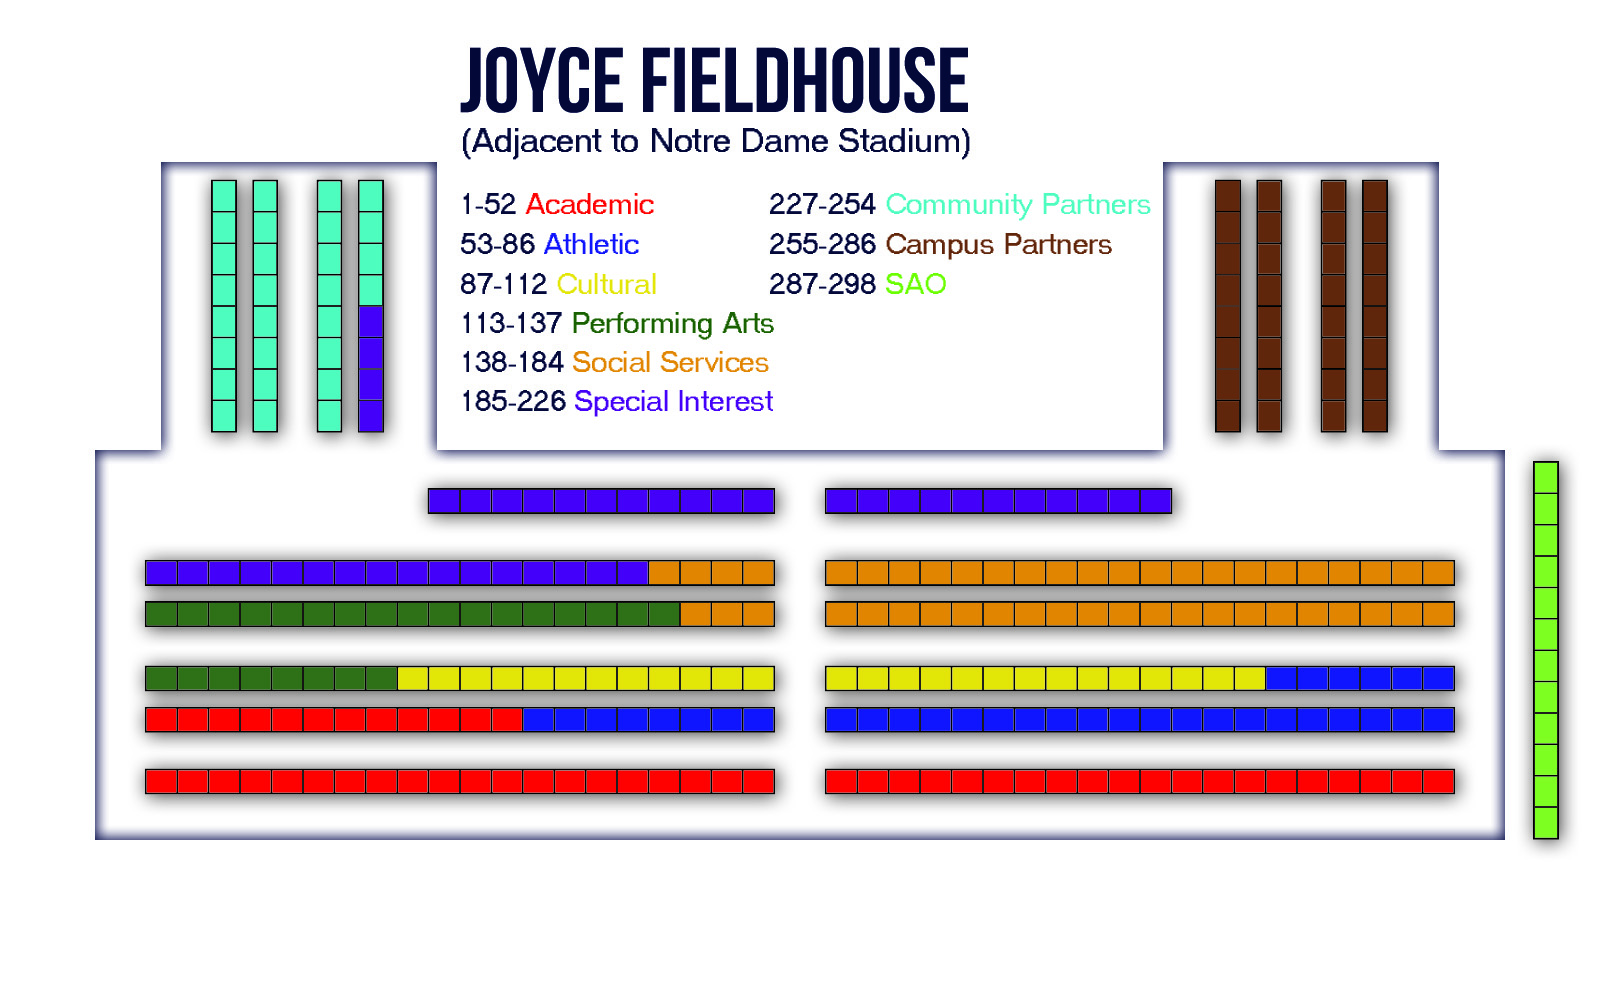 JOYCE FIELDHOUSE
(Adjacent to Notre Dame Stadium)
1-52 Academic
53-86 Athletic
87-112 Cultural
113-137 Performing Arts
138-184 Social Services
185-226 Special Interest
227-254 Community Partners
255-286 Campus Partners
287-298 SAO